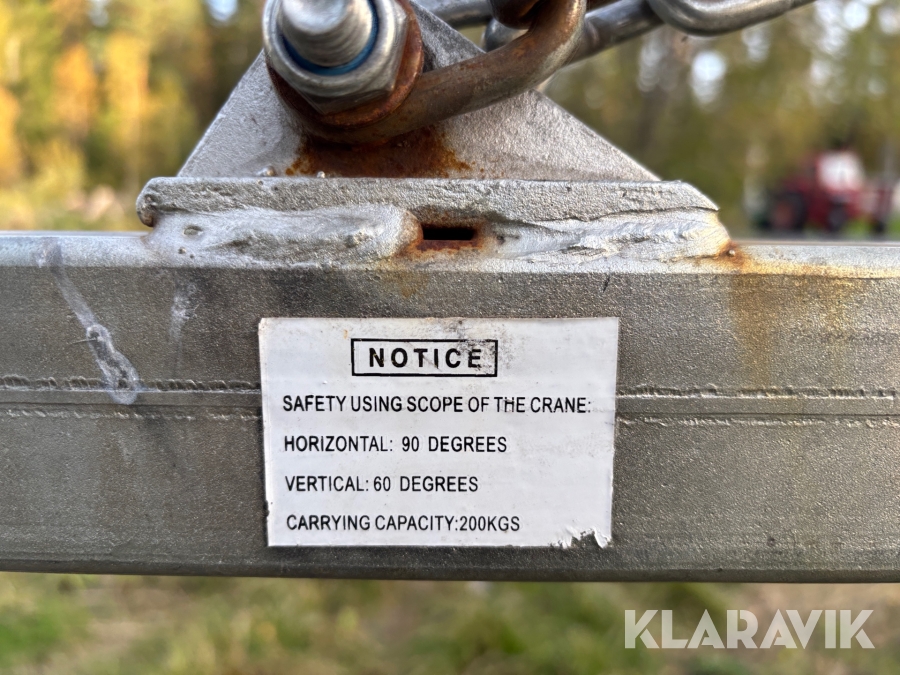 NOTICE
SAFETY USING SCOPE OF THE CRANE:
HORIZONTAL: 90 DEGREES
VERTICAL: 60 DEGREES
CARRYING CAPACITY:200KGS
KLARAVIK